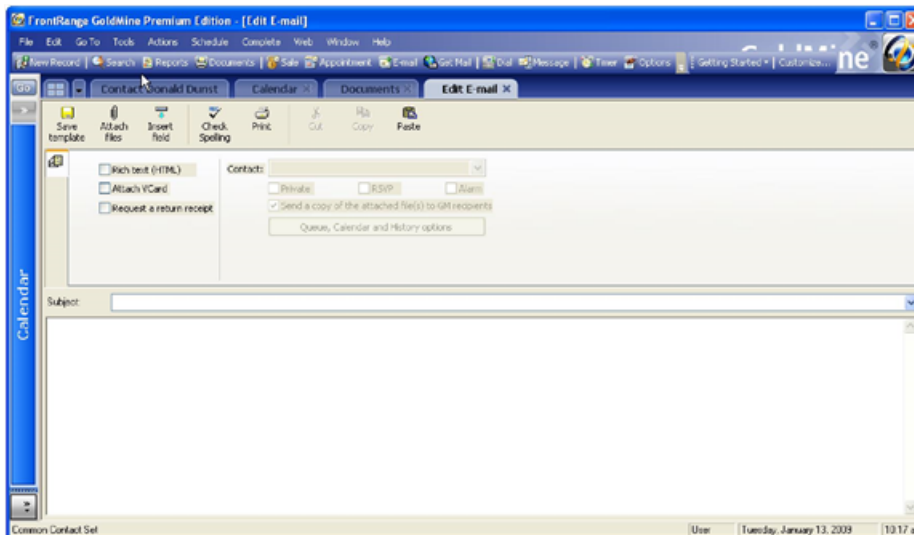 FrontRange GoldMine Premium Edition - [Edit E-mail]
File Edit Go To Tools Actions Schedule Complete Web Window Help
New Record Search Reports Documents Sale Appointment E-mail Get Mail Dial Message Timer Options Getting Started Customize... ne
Go Contact Donald Dunst Calendar Documents Edit E-mail
Save template Attach files Insert field Check Spelling Print Cut Copy Paste
Rich text (HTML) Contact:
Attach VCard Private RSVP Alarm
Request a return receipt Send a copy of the attached file(s) to GM recipients
Queue, Calendar and History options
Calendar
Subject:
Common Contact Set User Tuesday, January 13, 2009 10:17 a